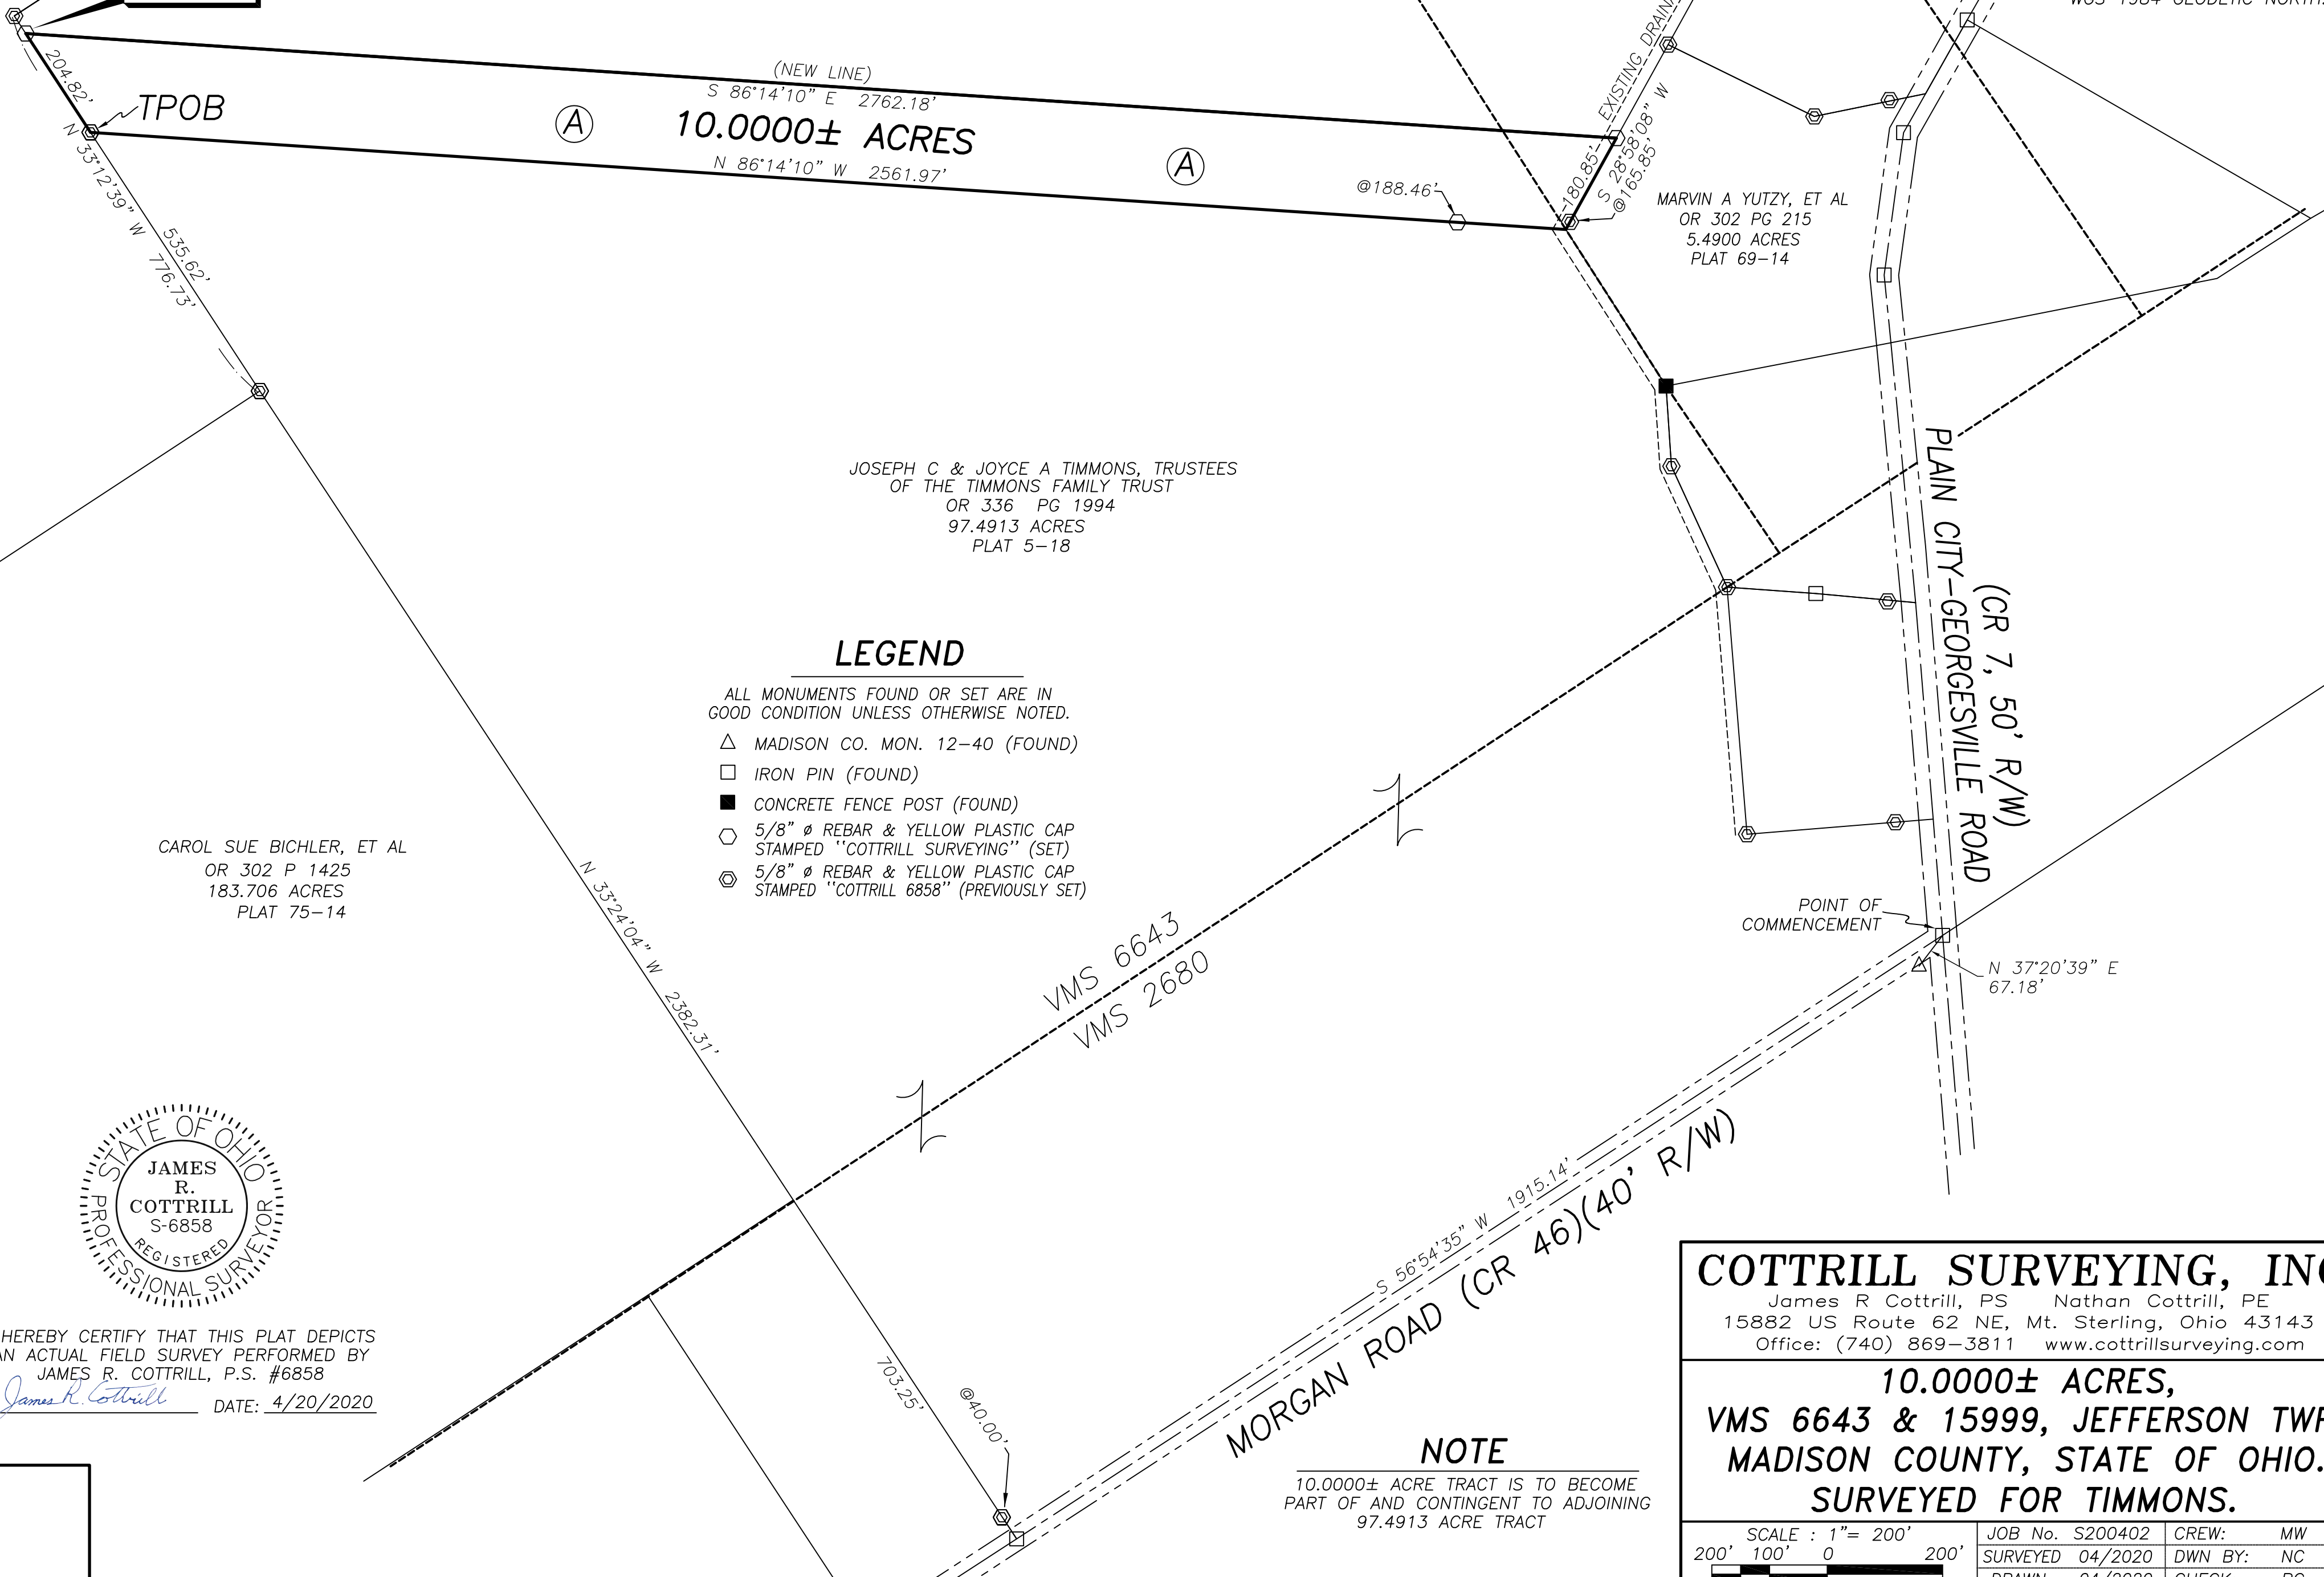 WGS 1984 GEODETIC NORTH
204.82'
TPOB
(NEW LINE)
S 86°14'10" E 2762.18'
A
10.0000± ACRES
N 86°14'10" W 2561.97'
A
@188.46'
EXISTING
180.85'
S 28°58'08" W
@165.85'
MARVIN A YUTZY, ET AL
OR 302 PG 215
5.4900 ACRES
PLAT 69-14
N 33°12'39" W 776.73'
535.62'
JOSEPH C & JOYCE A TIMMONS, TRUSTEES
OF THE TIMMONS FAMILY TRUST
OR 336 PG 1994
97.4913 ACRES
PLAT 5-18
PLAIN CITY-GEORGESVILLE ROAD
(CR 7, 50' R/W)
LEGEND
ALL MONUMENTS FOUND OR SET ARE IN
GOOD CONDITION UNLESS OTHERWISE NOTED.
MADISON CO. MON. 12-40 (FOUND)
IRON PIN (FOUND)
CONCRETE FENCE POST (FOUND)
5/8" ø REBAR & YELLOW PLASTIC CAP
STAMPED "COTTRILL SURVEYING" (SET)
5/8" ø REBAR & YELLOW PLASTIC CAP
STAMPED "COTTRILL 6858" (PREVIOUSLY SET)
CAROL SUE BICHLER, ET AL
OR 302 P 1425
183.706 ACRES
PLAT 75-14
N 33°24'04" W 2382.31'
VMS 6643
VMS 2680
POINT OF
COMMENCEMENT
N 37°20'39" E
67.18'
STATE OF OHIO
JAMES
R.
COTTRILL
S-6858
REGISTERED
PROFESSIONAL SURVEYOR
HEREBY CERTIFY THAT THIS PLAT DEPICTS
AN ACTUAL FIELD SURVEY PERFORMED BY
JAMES R. COTTRILL, P.S. #6858
James R. Cottrill DATE: 4/20/2020
703.25'
@40.00'
S 56°54'35" W 1915.14'
MORGAN ROAD (CR 46)(40' R/W)
NOTE
10.0000± ACRE TRACT IS TO BECOME
PART OF AND CONTINGENT TO ADJOINING
97.4913 ACRE TRACT
COTTRILL SURVEYING, INC
James R Cottrill, PS Nathan Cottrill, PE
15882 US Route 62 NE, Mt. Sterling, Ohio 43143
Office: (740) 869-3811 www.cottrillsurveying.com
10.0000± ACRES,
VMS 6643 & 15999, JEFFERSON TWP
MADISON COUNTY, STATE OF OHIO.
SURVEYED FOR TIMMONS.
SCALE : 1"= 200'
200' 100' 0 200'
JOB No. S200402 CREW: MW
SURVEYED 04/2020 DWN BY: NC